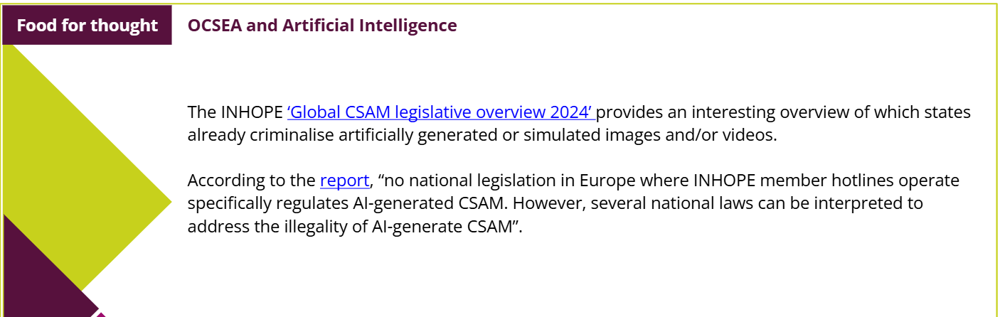 Food for thought
OCSEA and Artificial Intelligence
The INHOPE ‘Global CSAM legislative overview 2024’ provides an interesting overview of which states
already criminalise artificially generated or simulated images and/or videos.
According to the report, “no national legislation in Europe where INHOPE member hotlines operate
specifically regulates AI-generated CSAM. However, several national laws can be interpreted to
address the illegality of AI-generate CSAM”.